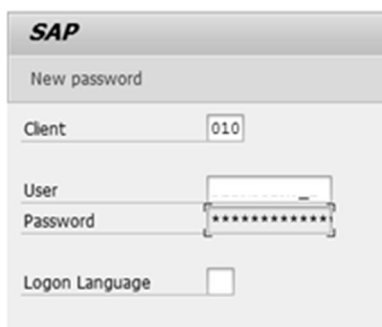 SAP
New password
Client 010
User
Password ************
Logon Language